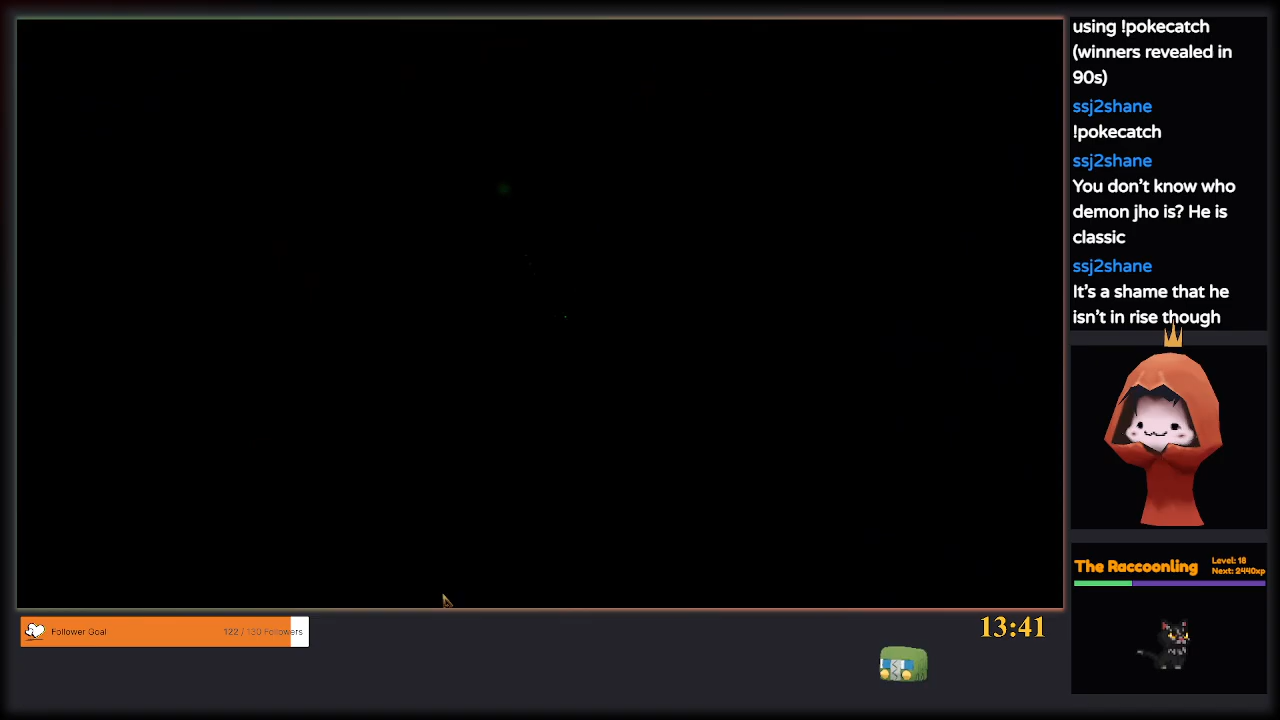 using !pokecatch
(winners revealed in
90s)
ssj2shane
!pokecatch
ssj2shane
You don't know who
demon jho is? He is
classic
ssj2shane
It's a shame that he
isn't in rise though
The Raccoonling
Level: 18
Next: 2440xp
Follower Goal
122 / 130 Followers
13:41